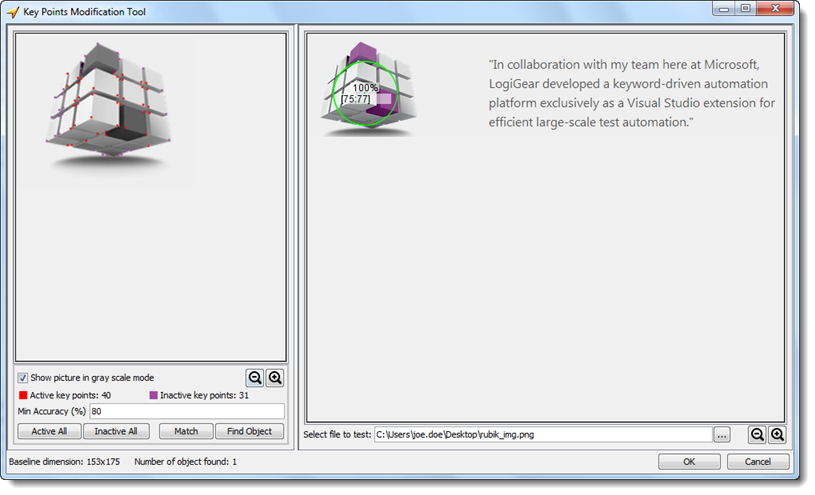 Key Points Modification Tool
100%
[75:77]
"In collaboration with my team here at Microsoft,
LogiGear developed a keyword-driven automation
platform exclusively as a Visual Studio extension for
efficient large-scale test automation."
Show picture in gray scale mode
Active key points: 40 Inactive key points: 31
Min Accuracy (%) 80
Active All Inactive All Match Find Object
Select file to test: C:\Users\joe.doe\Desktop\rubik_img.png ...
Baseline dimension: 153x175 Number of object found: 1
OK Cancel